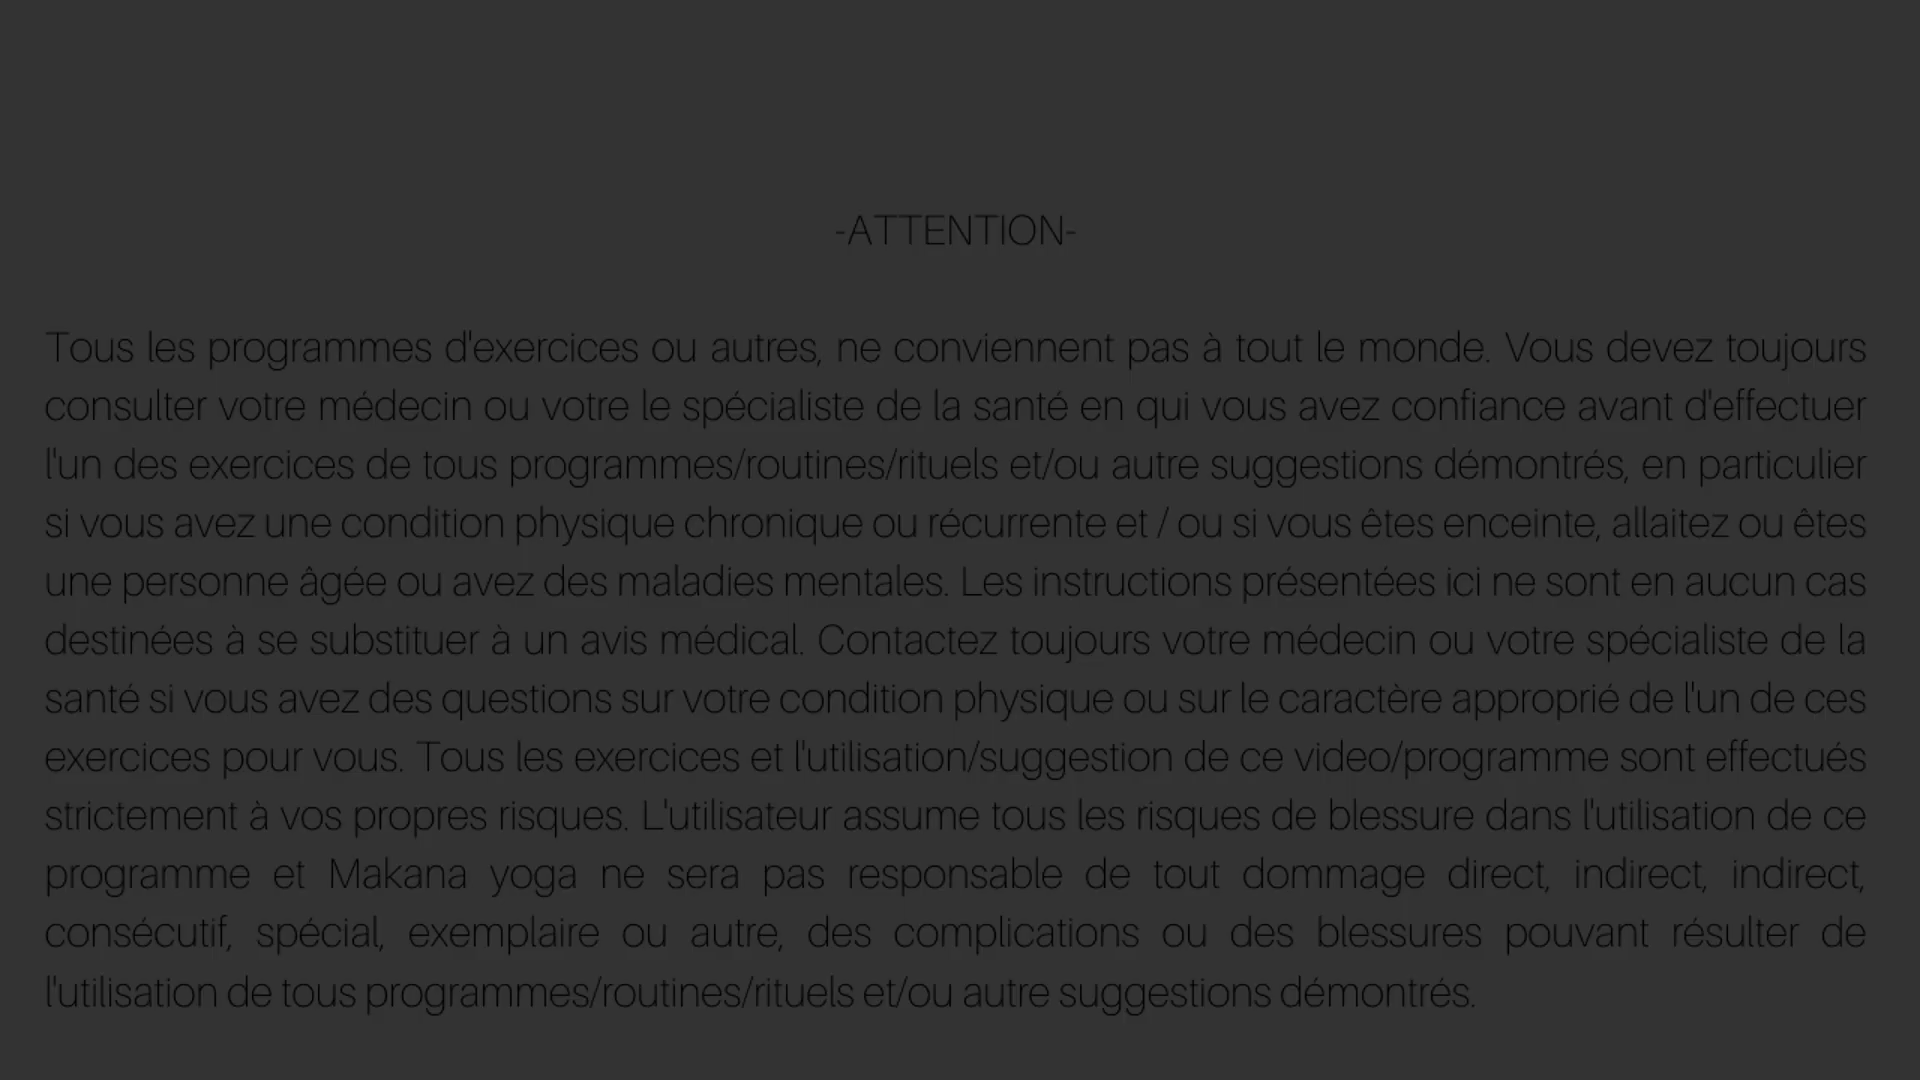 -ATTENTION-
Tous les programmes d'exercices ou autres, ne conviennent pas à tout le monde. Vous devez toujours
consulter votre médecin ou votre le spécialiste de la santé en qui vous avez confiance avant d'effectuer
l'un des exercices de tous programmes/routines/rituels et/ou autre suggestions démontrés, en particulier
si vous avez une condition physique chronique ou récurrente et / ou si vous êtes enceinte, allaitez ou êtes
une personne âgée ou avez des maladies mentales. Les instructions présentées ici ne sont en aucun cas
destinées à se substituer à un avis médical. Contactez toujours votre médecin ou votre spécialiste de la
santé si vous avez des questions sur votre condition physique ou sur le caractère approprié de l'un de ces
exercices pour vous. Tous les exercices et l'utilisation/suggestion de ce video/programme sont effectués
strictement à vos propres risques. L'utilisateur assume tous les risques de blessure dans l'utilisation de ce
programme et Makana yoga ne sera pas responsable de tout dommage direct, indirect, indirect,
consécutif, spécial, exemplaire ou autre, des complications ou des blessures pouvant résulter de
l'utilisation de tous programmes/routines/rituels et/ou autre suggestions démontrés.